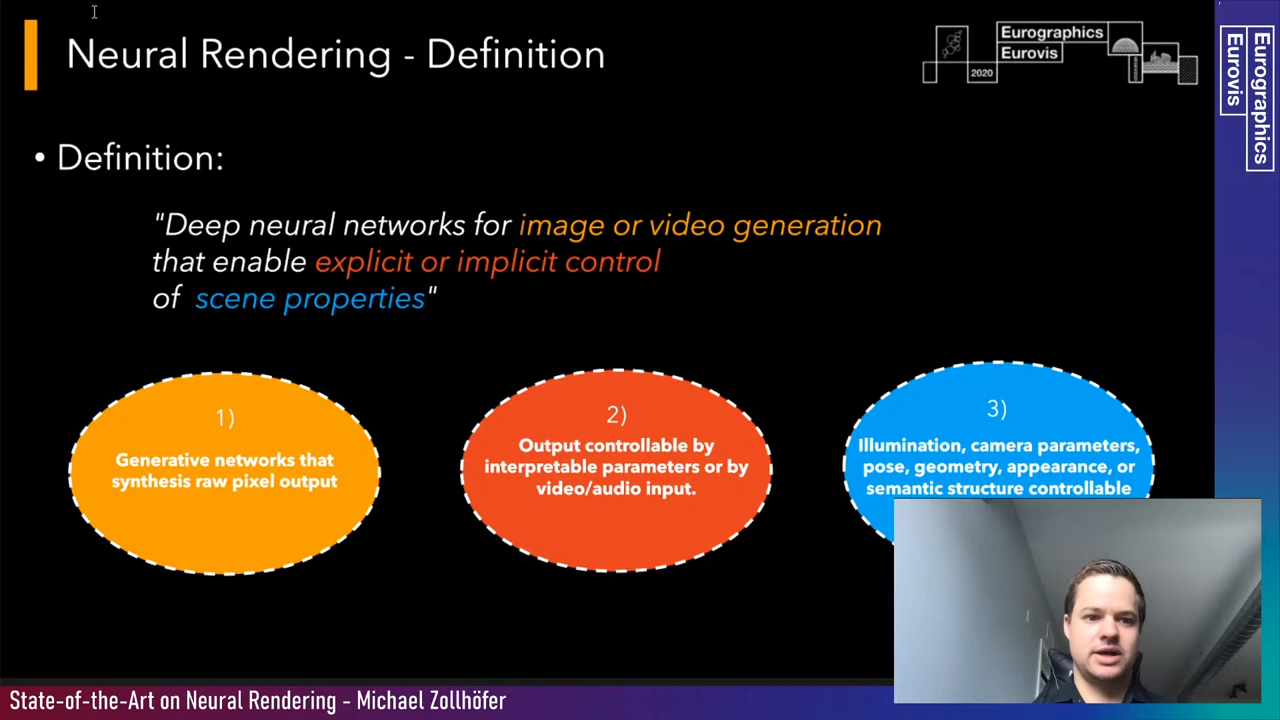 Neural Rendering - Definition
Eurographics
Eurovis
2020
Eurographics
Eurovis
• Definition:
"Deep neural networks for image or video generation
that enable explicit or implicit control
of scene properties"
1)
Generative networks that
synthesis raw pixel output
2)
Output controllable by
interpretable parameters or by
video/audio input.
3)
Illumination, camera parameters,
pose, geometry, appearance, or
semantic structure controllable
State-of-the-Art on Neural Rendering – Michael Zollhöfer